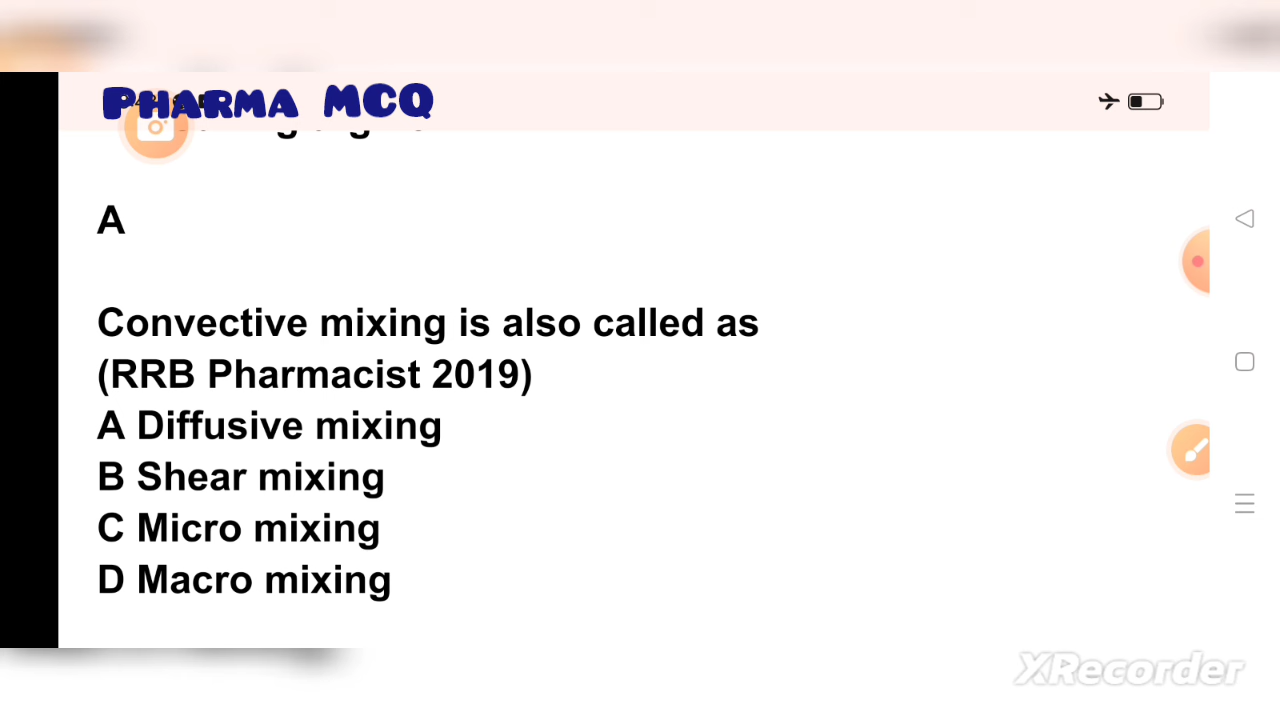 PHARMA MCQ
A
Convective mixing is also called as
(RRB Pharmacist 2019)
A Diffusive mixing
B Shear mixing
C Micro mixing
D Macro mixing
XRecorder